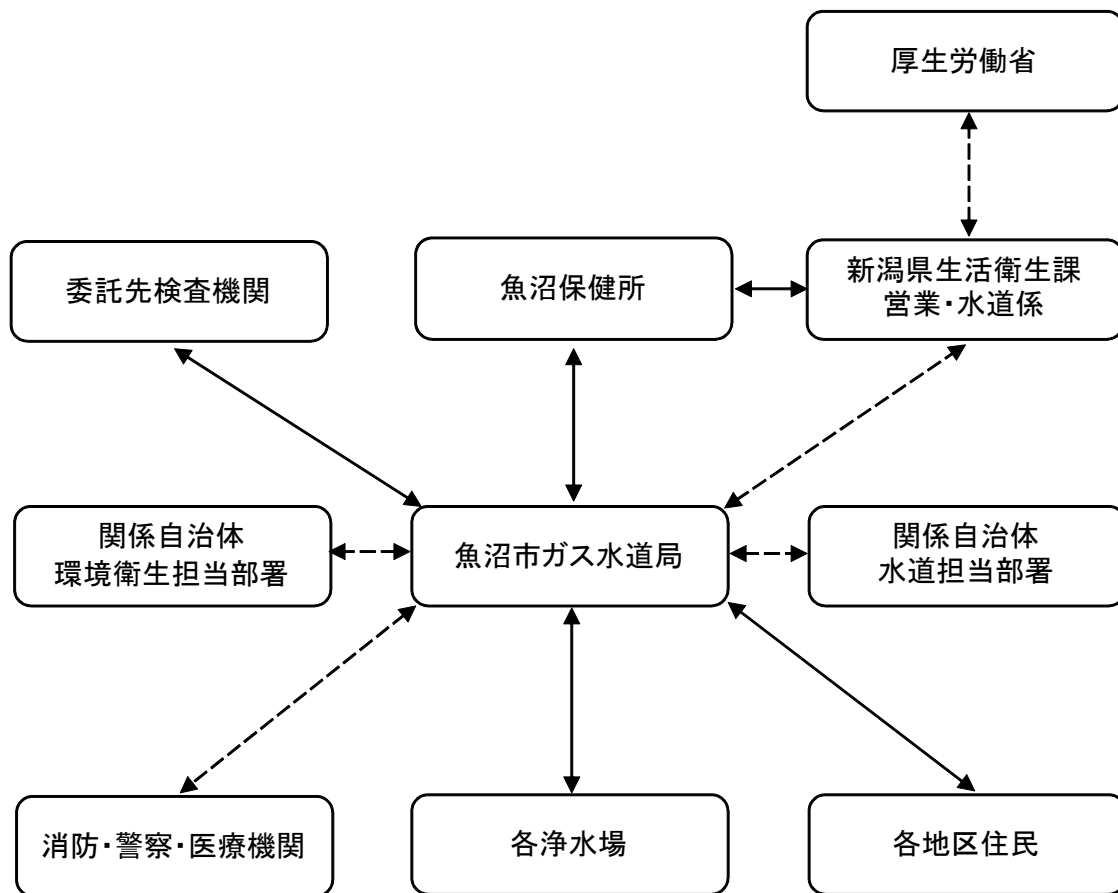 厚生労働省
委託先検査機関
魚沼保健所
新潟県生活衛生課
営業・水道係
関係自治体
環境衛生担当部署
魚沼市ガス水道局
関係自治体
水道担当部署
消防・警察・医療機関
各浄水場
各地区住民